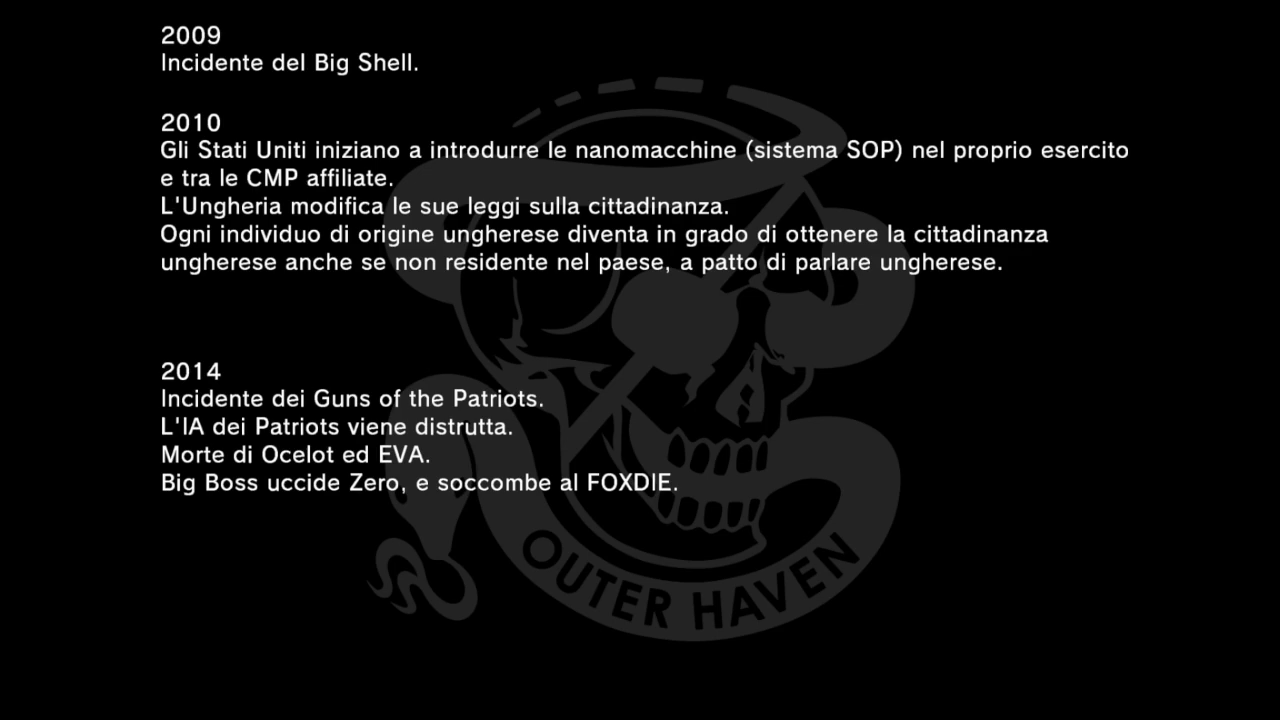 2009
Incidente del Big Shell.
2010
Gli Stati Uniti iniziano a introdurre le nanomacchine (sistema SOP) nel proprio esercito
e tra le CMP affiliate.
L'Ungheria modifica le sue leggi sulla cittadinanza.
Ogni individuo di origine ungherese diventa in grado di ottenere la cittadinanza
ungherese anche se non residente nel paese, a patto di parlare ungherese.
2014
Incidente dei Guns of the Patriots.
L'IA dei Patriots viene distrutta.
Morte di Ocelot ed EVA.
Big Boss uccide Zero, e soccombe al FOXDIE.
OUTER HAVEN